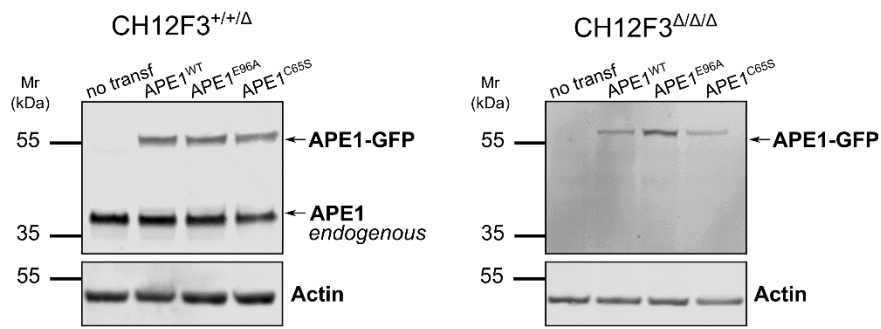 CH12F3+/+/Δ
Mr
(kDa)
no transf
APE1WT
APE1E96A
APE1C65S
55
APE1-GFP
APE1
endogenous
35
55
Actin
CH12F3Δ/Δ/Δ
Mr
(kDa)
no transf
APE1WT
APE1E96A
APE1C65S
55
APE1-GFP
35
55
Actin